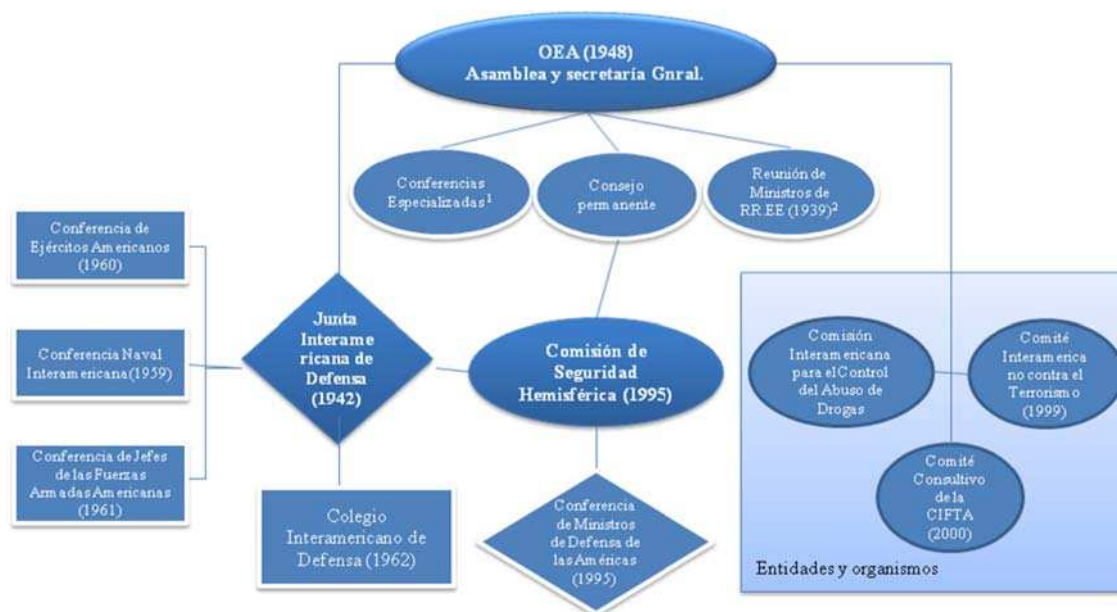 OEA (1948)
Asamblea y secretaría Gnral.
Conferencias
Especializadas¹
Consejo
permanente
Reunión de
Ministros de
RR.EE (1939)²
Conferencia de
Ejércitos Americanos
(1960)
Conferencia Naval
Interamericana (1959)
Conferencia de Jefes
de las Fuerzas
Armadas Americanas
(1961)
Junta
Interame
ricana de
Defensa
(1942)
Comisión de
Seguridad
Hemisférica (1995)
Colegio
Interamericano de
Defensa (1962)
Conferencia
de Ministros
de Defensa de
las Américas
(1995)
Comisión
Interamericana
para el Control
del Abuso de
Drogas
Comité
Interamerica
no contra el
Terrorismo
(1999)
Comité
Consultivo
de la
CIFTA
(2000)
Entidades y organismos